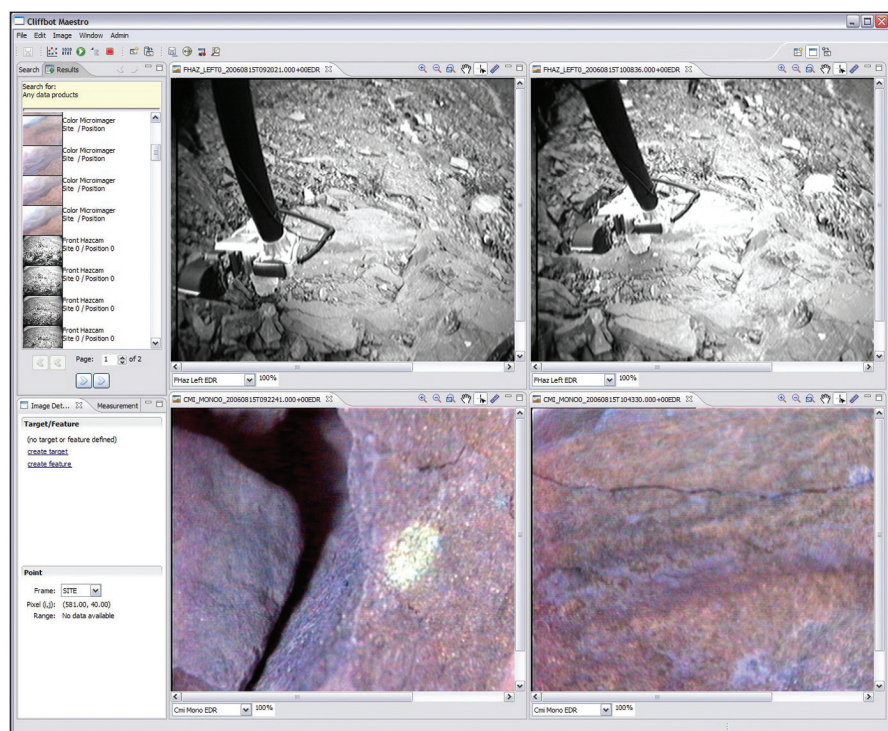 Cliffbot Maestro
File Edit Image Window Admin
Search Results
Search for:
Any data products
Color Microimager
Site / Position
Color Microimager
Site / Position
Color Microimager
Site / Position
Color Microimager
Site / Position
Front Hazcam
Site 0 / Position 0
Front Hazcam
Site 0 / Position 0
Front Hazcam
Site 0 / Position 0
Front Hazcam
Site 0 / Position 0
Page: 1 of 2
FHAZ_LEFT0_20060815T092021.000+00EDR
FHaz Left EDR 100%
FHAZ_LEFT0_20060815T100836.000+00EDR
FHaz Left EDR 100%
Image Det... Measurement
Target/Feature
(no target or feature defined)
create target
create feature
Point
Frame: SITE
Pixel (i,j): (581.00, 40.00)
Range: No data available
CMI_MONO0_20060815T092241.000+00EDR
Cmi Mono EDR 100%
CMI_MONO0_20060815T104330.000+00EDR
Cmi Mono EDR 100%